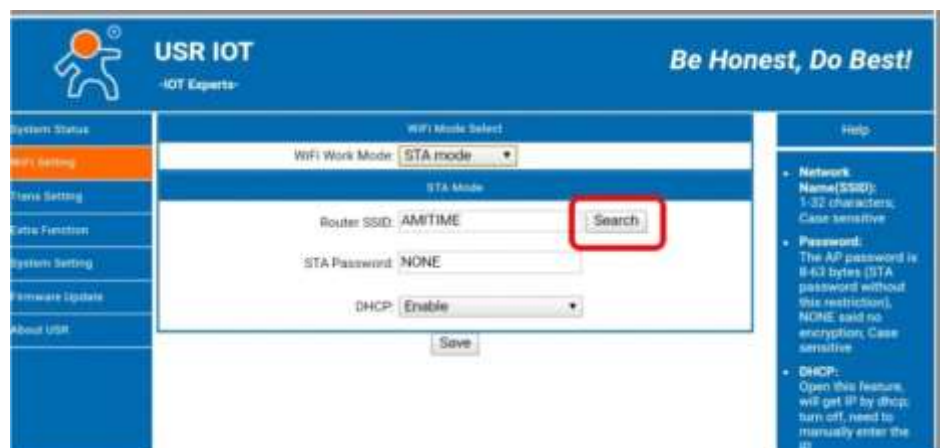 USR IOT
-IOT Experts-
Be Honest, Do Best!
System Status
WiFi Setting
Trans Setting
Extra Function
System Setting
Firmware Update
About USR
WiFi Mode Select
WiFi Work Mode: STA mode
STA Mode
Router SSID: AMITIME Search
STA Password: NONE
DHCP: Enable
Save
Help
Network
Name(SSID):
1-32 characters;
Case sensitive
Password:
The AP password is
8-63 bytes (STA
password without
this restriction),
NONE said no
encryption; Case
sensitive
DHCP:
Open this feature,
will get IP by dhcp;
turn off, need to
manually enter the
IP